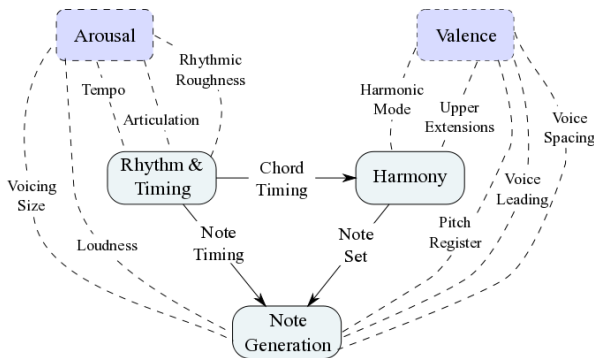 Arousal
Valence
Rhythmic
Roughness
Tempo
Articulation
Harmonic
Mode
Upper
Extensions
Voice
Spacing
Rhythm &
Timing
Chord
Timing
Harmony
Voicing
Size
Voice
Leading
Loudness
Note
Timing
Note
Set
Pitch
Register
Note
Generation